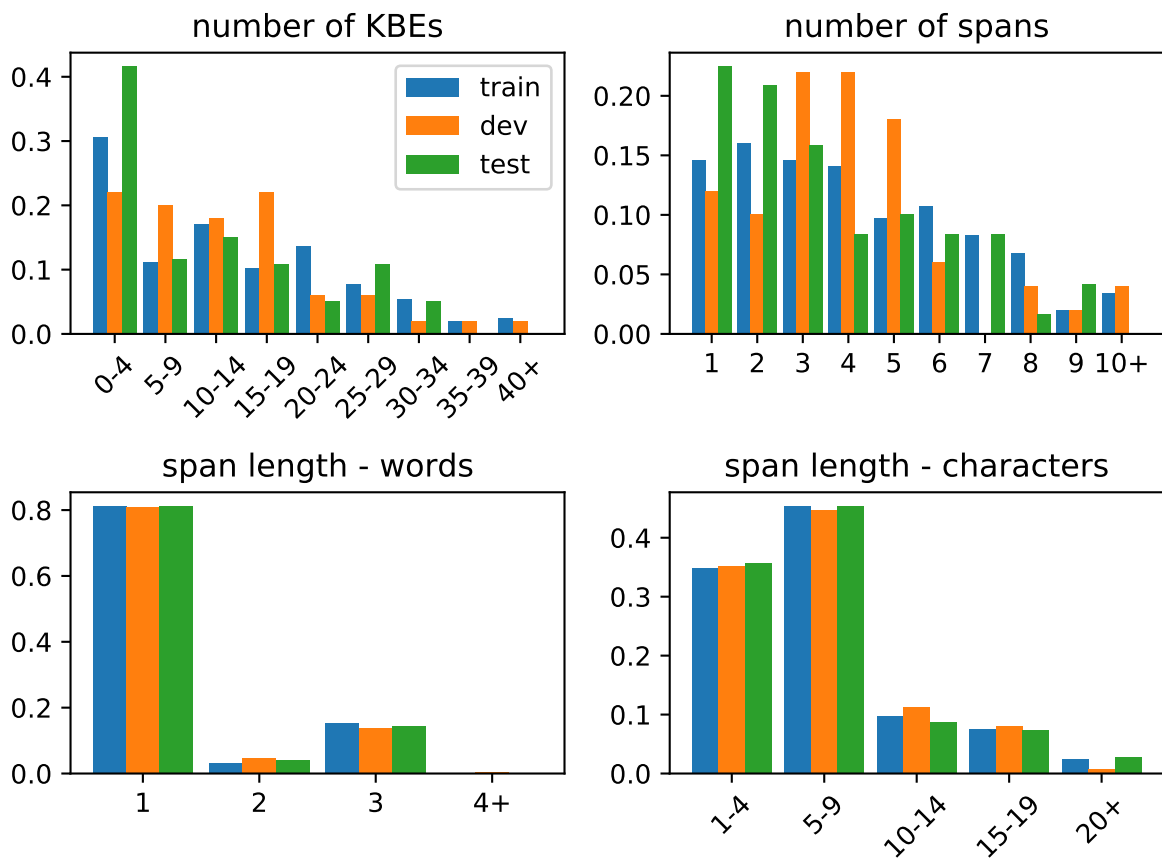 number of KBEs
0.4
0.3
0.2
0.1
0.0
train
dev
test
0-4 5-9 10-14 15-19 20-24 25-29 30-34 35-39 40+
number of spans
0.20
0.15
0.10
0.05
0.00
1 2 3 4 5 6 7 8 9 10+
span length - words
0.8
0.6
0.4
0.2
0.0
1 2 3 4+
span length - characters
0.4
0.3
0.2
0.1
0.0
1-4 5-9 10-14 15-19 20+